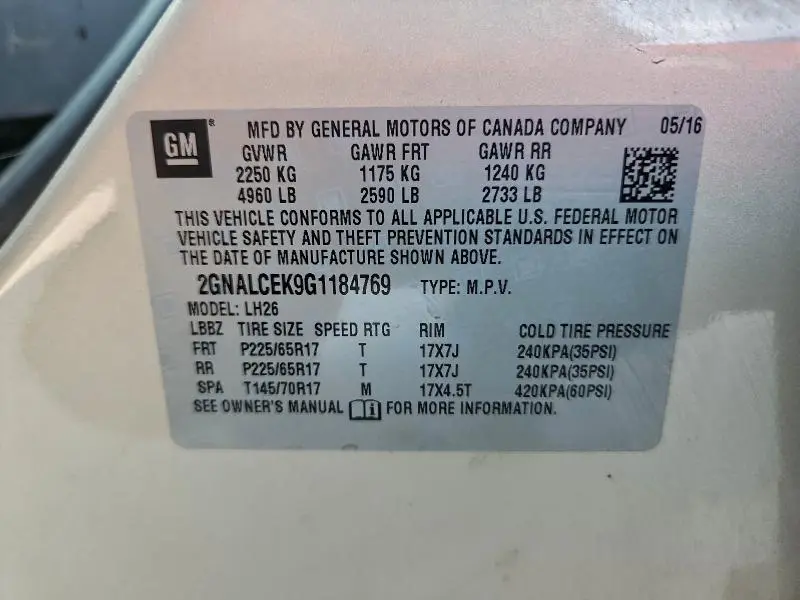 GM® MFD BY GENERAL MOTORS OF CANADA COMPANY 05/16
GVWR GAWR FRT GAWR RR
2250 KG 1175 KG 1240 KG
4960 LB 2590 LB 2733 LB
THIS VEHICLE CONFORMS TO ALL APPLICABLE U.S. FEDERAL MOTOR
VEHICLE SAFETY AND THEFT PREVENTION STANDARDS IN EFFECT ON
THE DATE OF MANUFACTURE SHOWN ABOVE.
2GNALCEK9G1184769 TYPE: M.P.V.
MODEL: LH26
LBBZ TIRE SIZE SPEED RTG RIM COLD TIRE PRESSURE
FRT P225/65R17 T 17X7J 240KPA(35PSI)
RR P225/65R17 T 17X7J 240KPA(35PSI)
SPA T145/70R17 M 17X4.5T 420KPA(60PSI)
SEE OWNER'S MANUAL FOR MORE INFORMATION.